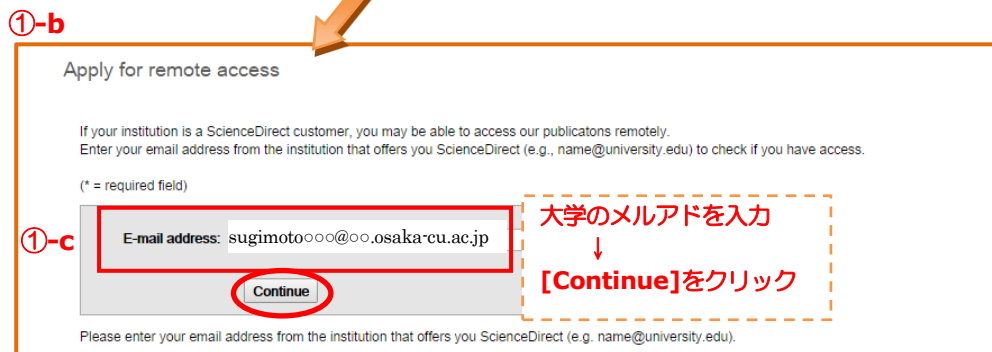 ①-b
Apply for remote access
If your institution is a ScienceDirect customer, you may be able to access our publicatons remotely.
Enter your email address from the institution that offers you ScienceDirect (e.g., name@university.edu) to check if you have access.
(* = required field)
①-c
E-mail address: sugimoto○○○@○○.osaka-cu.ac.jp
大学のメルアドを入力
↓
[Continue]をクリック
Continue
Please enter your email address from the institution that offers you ScienceDirect (e.g. name@university.edu).